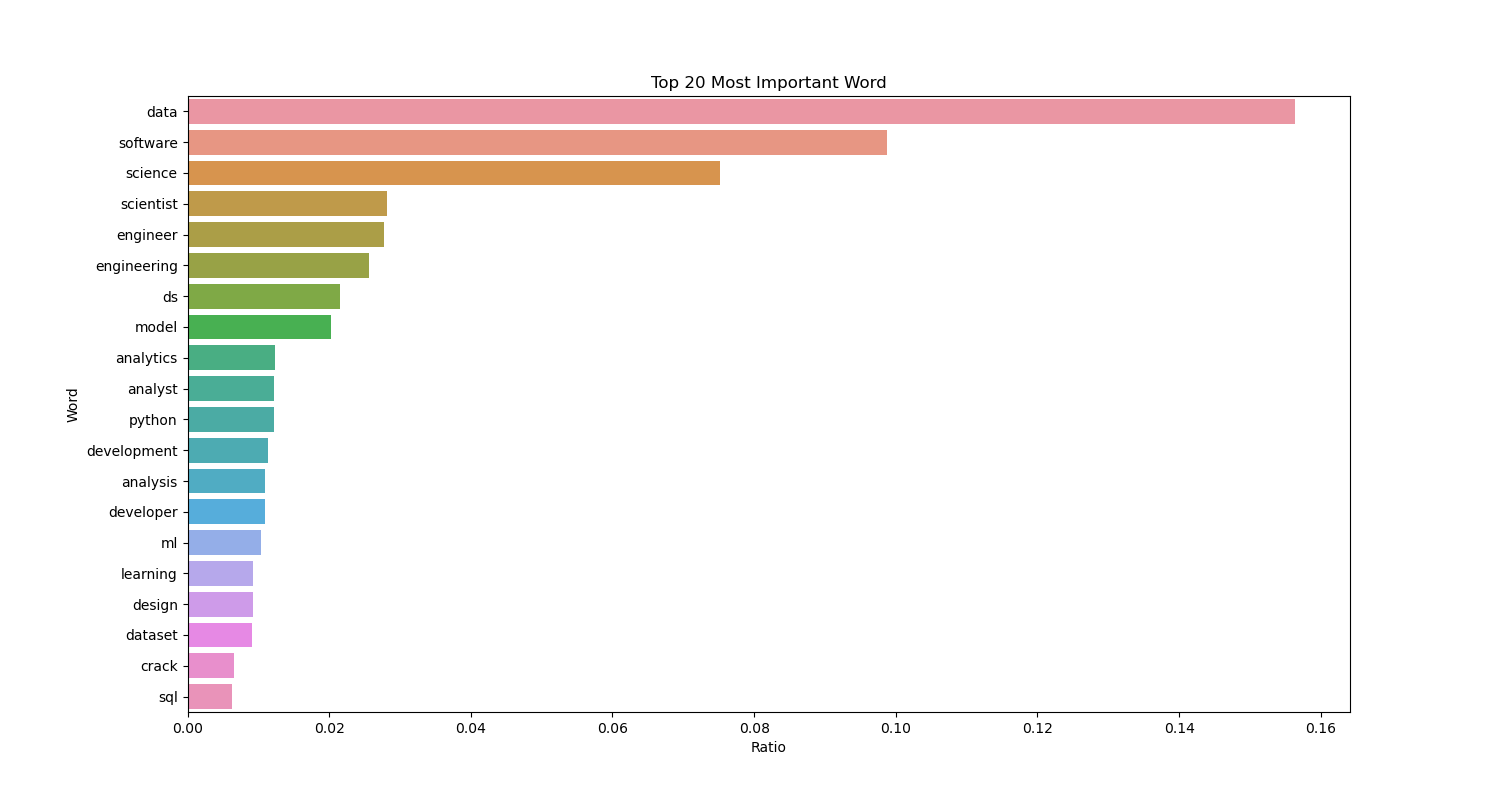 Top 20 Most Important Word
data
software
science
scientist
engineer
engineering
ds
model
analytics
analyst
python
development
analysis
developer
ml
learning
design
dataset
crack
sql
Word
0.00 0.02 0.04 0.06 0.08 0.10 0.12 0.14 0.16
Ratio